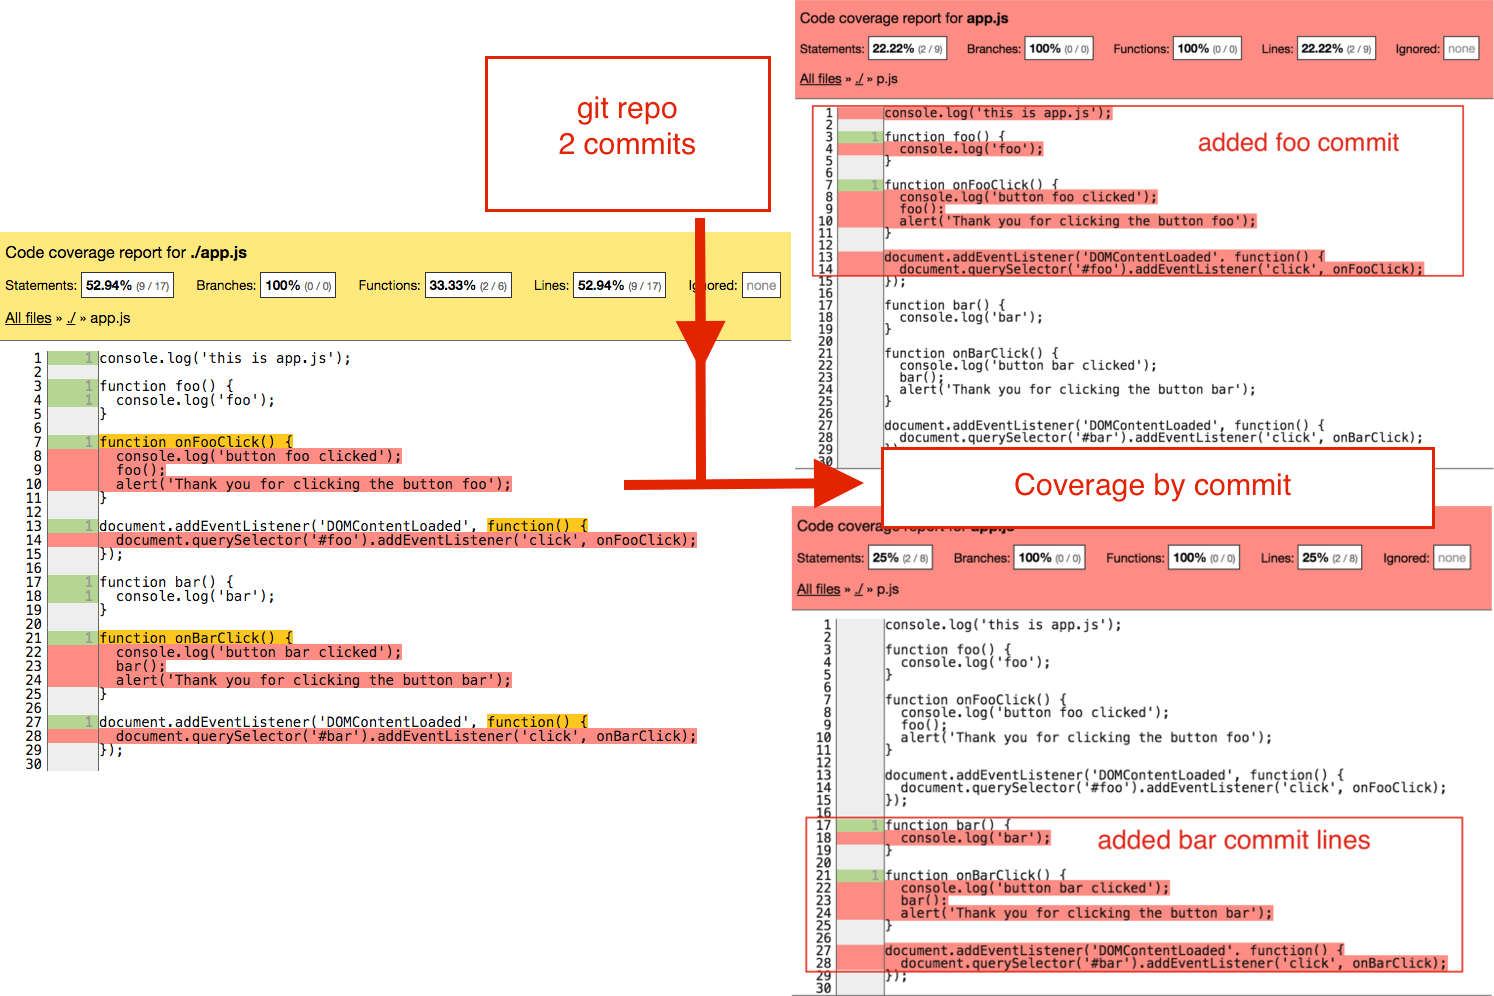 git repo
2 commits
Code coverage report for ./app.js
Statements: 52.94% (9 / 17) Branches: 100% (0 / 0) Functions: 33.33% (2 / 6) Lines: 52.94% (9 / 17) Ignored: none
All files » ./ » app.js
1 1 console.log('this is app.js');
2
3 1 function foo() {
4 1 console.log('foo');
5 }
6
7 1 function onFooClick() {
8 console.log('button foo clicked');
9 foo();
10 alert('Thank you for clicking the button foo');
11 }
12
13 1 document.addEventListener('DOMContentLoaded', function() {
14 document.querySelector('#foo').addEventListener('click', onFooClick);
15 });
16
17 1 function bar() {
18 1 console.log('bar');
19 }
20
21 1 function onBarClick() {
22 console.log('button bar clicked');
23 bar();
24 alert('Thank you for clicking the button bar');
25 }
26
27 1 document.addEventListener('DOMContentLoaded', function() {
28 document.querySelector('#bar').addEventListener('click', onBarClick);
29 });
30
Code coverage report for app.js
Statements: 22.22% (2 / 9) Branches: 100% (0 / 0) Functions: 100% (0 / 0) Lines: 22.22% (2 / 9) Ignored: none
All files » ./ » p.js
1 console.log('this is app.js');
2
3 1 function foo() {
4 console.log('foo');
5 }
6
7 1 function onFooClick() {
8 console.log('button foo clicked');
9 foo();
10 alert('Thank you for clicking the button foo');
11 }
12
13 document.addEventListener('DOMContentLoaded', function() {
14 document.querySelector('#foo').addEventListener('click', onFooClick);
15 });
16
17 function bar() {
18 console.log('bar');
19 }
20
21 function onBarClick() {
22 console.log('button bar clicked');
23 bar();
24 alert('Thank you for clicking the button bar');
25 }
26
27 document.addEventListener('DOMContentLoaded', function() {
28 document.querySelector('#bar').addEventListener('click', onBarClick);
29
30
added foo commit
Coverage by commit
Code coverage report for app.js
Statements: 25% (2 / 8) Branches: 100% (0 / 0) Functions: 100% (0 / 0) Lines: 25% (2 / 8) Ignored: none
All files » ./ » p.js
1 console.log('this is app.js');
2
3 function foo() {
4 console.log('foo');
5 }
6
7 function onFooClick() {
8 console.log('button foo clicked');
9 foo();
10 alert('Thank you for clicking the button foo');
11 }
12
13 document.addEventListener('DOMContentLoaded', function() {
14 document.querySelector('#foo').addEventListener('click', onFooClick);
15 });
16
17 1 function bar() {
18 console.log('bar');
19 }
20
21 1 function onBarClick() {
22 console.log('button bar clicked');
23 bar();
24 alert('Thank you for clicking the button bar');
25 }
26
27 document.addEventListener('DOMContentLoaded', function() {
28 document.querySelector('#bar').addEventListener('click', onBarClick);
29 });
30
added bar commit lines